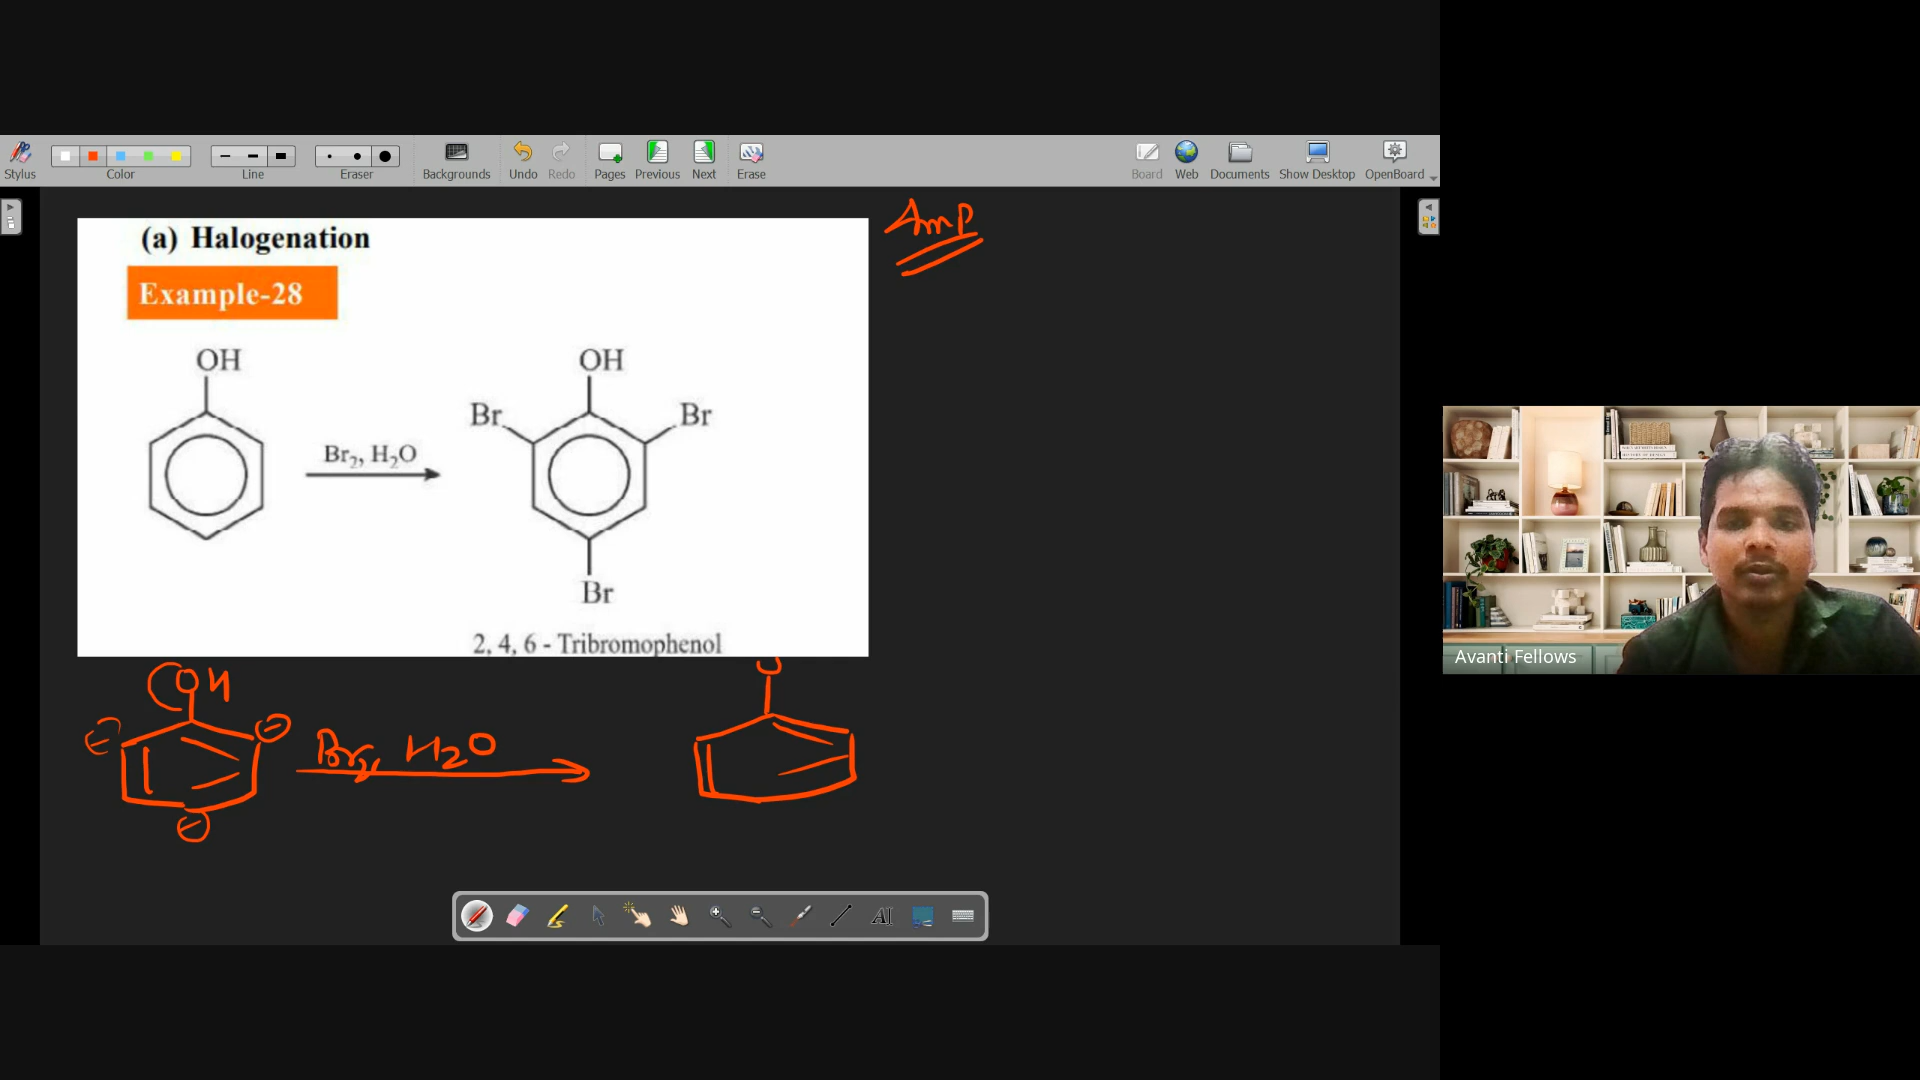 Stylus
Color
Line
Eraser
Backgrounds
Undo
Redo
Pages
Previous
Next
Erase
Board
Web
Documents
Show Desktop
OpenBoard
(a) Halogenation
Example-28
OH
Br₂, H₂O
OH
Br
Br
Br
2, 4, 6 - Tribromophenol
OH
Br₂, H₂O
Avanti Fellows